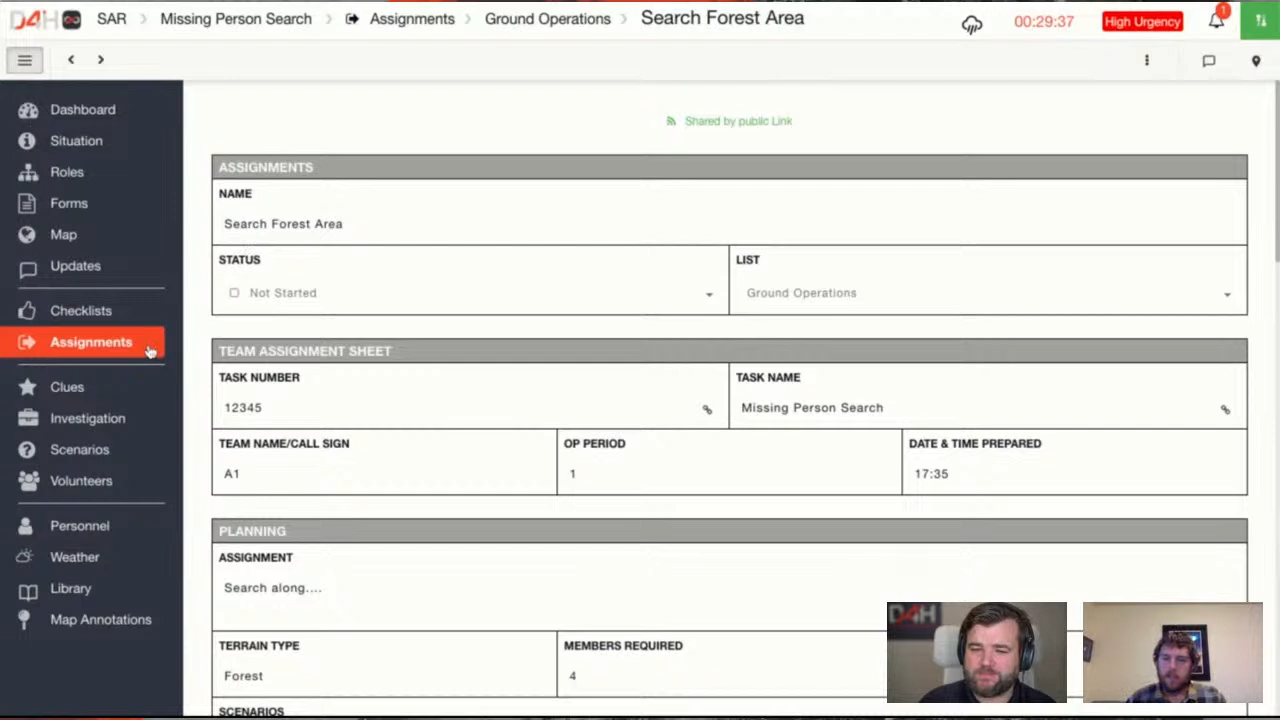 D4H SAR Missing Person Search Assignments Ground Operations Search Forest Area 00:29:37 High Urgency 1
Shared by public Link
Dashboard
Situation
Roles
Forms
Map
Updates
Checklists
Assignments
Clues
Investigation
Scenarios
Volunteers
Personnel
Weather
Library
Map Annotations
ASSIGNMENTS
NAME
Search Forest Area
STATUS LIST
Not Started Ground Operations
TEAM ASSIGNMENT SHEET
TASK NUMBER TASK NAME
12345 Missing Person Search
TEAM NAME/CALL SIGN OP PERIOD DATE & TIME PREPARED
A1 1 17:35
PLANNING
ASSIGNMENT
Search along....
TERRAIN TYPE MEMBERS REQUIRED
Forest 4
SCENARIOS
D4H